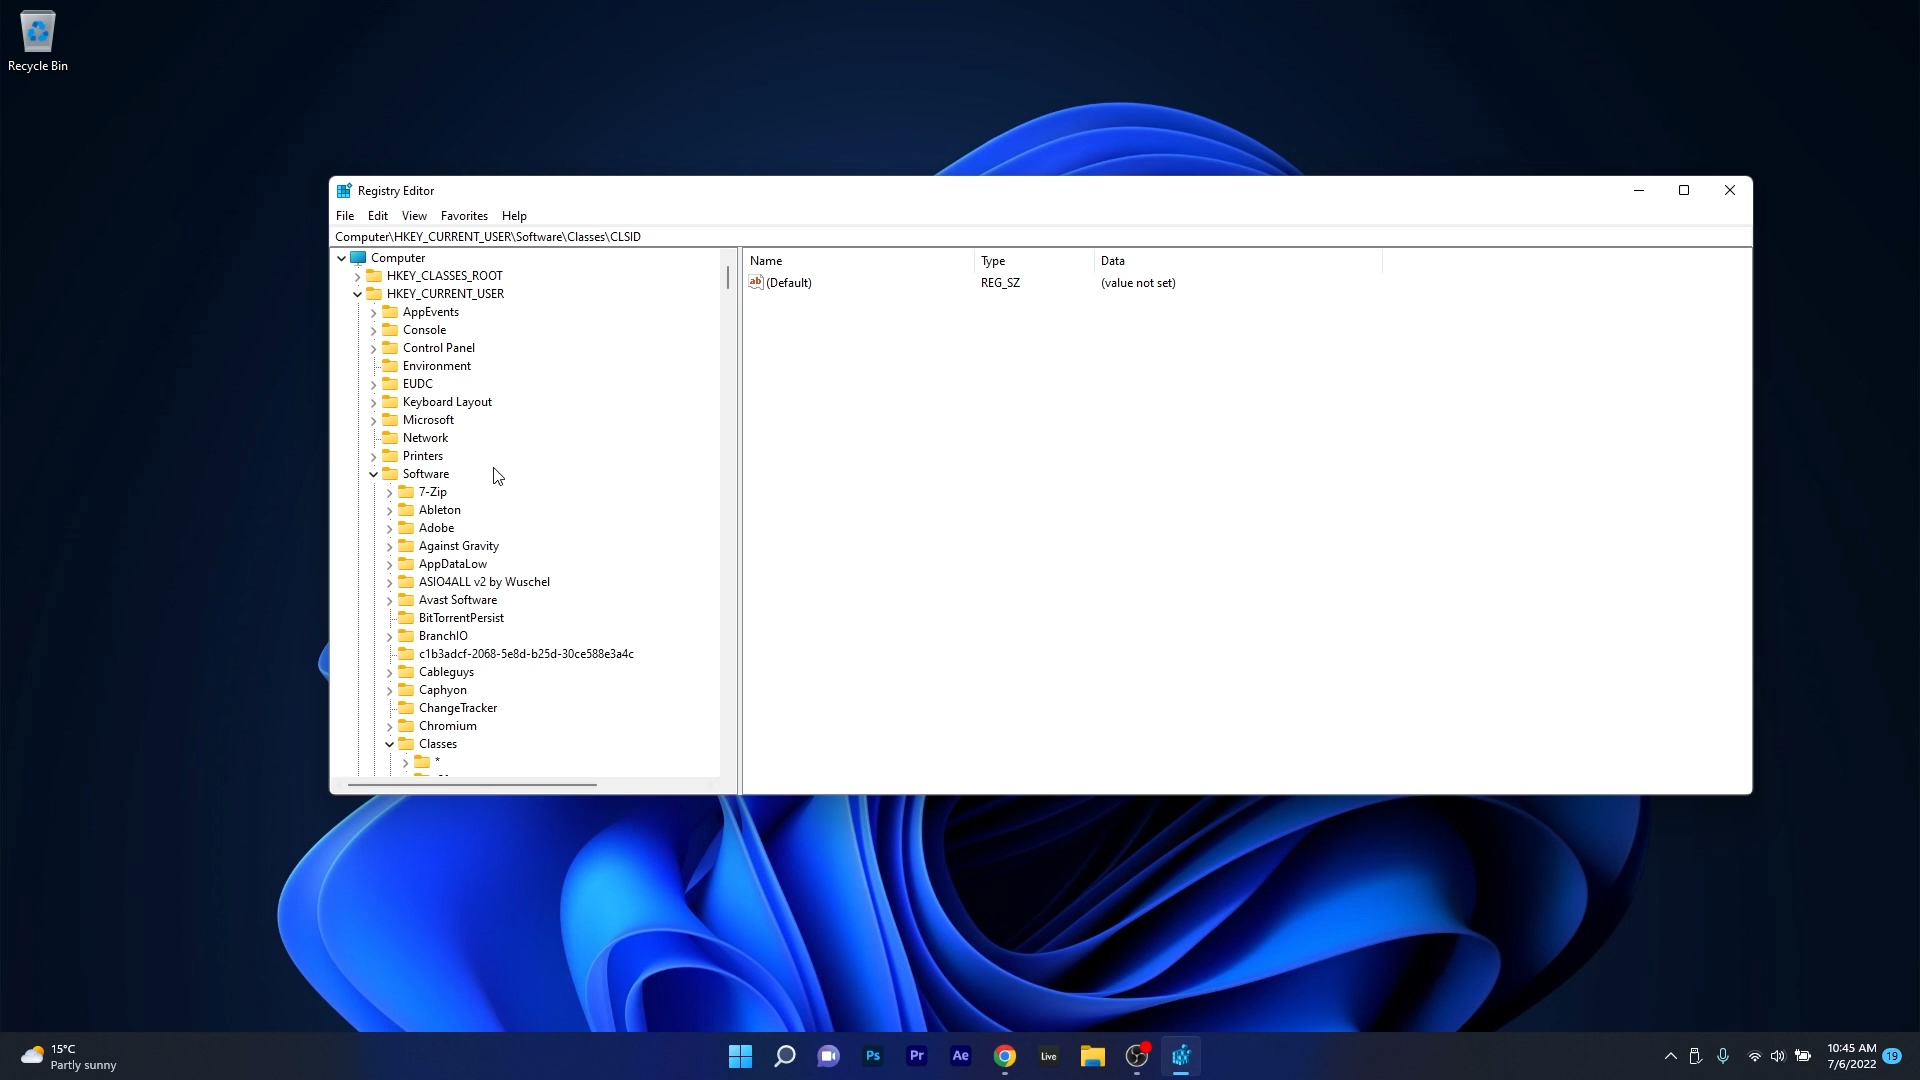 Recycle Bin
Registry Editor
File Edit View Favorites Help
Computer\HKEY_CURRENT_USER\Software\Classes\CLSID
Computer
HKEY_CLASSES_ROOT
HKEY_CURRENT_USER
AppEvents
Console
Control Panel
Environment
EUDC
Keyboard Layout
Microsoft
Network
Printers
Software
7-Zip
Ableton
Adobe
Against Gravity
AppDataLow
ASIO4ALL v2 by Wuschel
Avast Software
BitTorrentPersist
BranchIO
c1b3adcf-2068-5e8d-b25d-30ce588e3a4c
Cableguys
Caphyon
ChangeTracker
Chromium
Classes
*
Name Type Data
ab (Default) REG_SZ (value not set)
15°C
Partly sunny
Ps Pr Ae Live
10:45 AM
7/6/2022
19